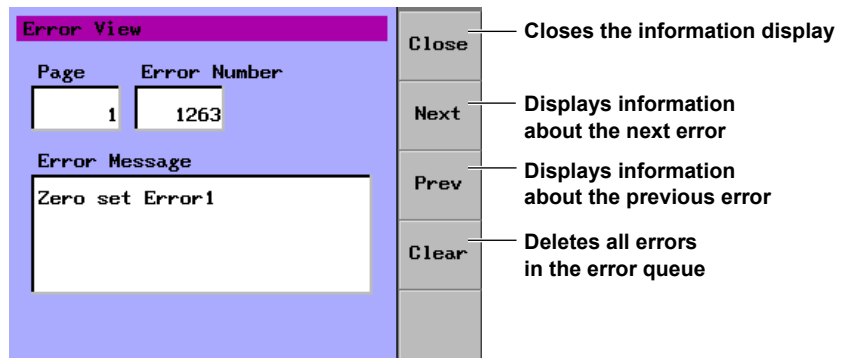 Error View
Page Error Number
1 1263
Error Message
Zero set Error1
Close
Next
Prev
Clear
Closes the information display
Displays information
about the next error
Displays information
about the previous error
Deletes all errors
in the error queue